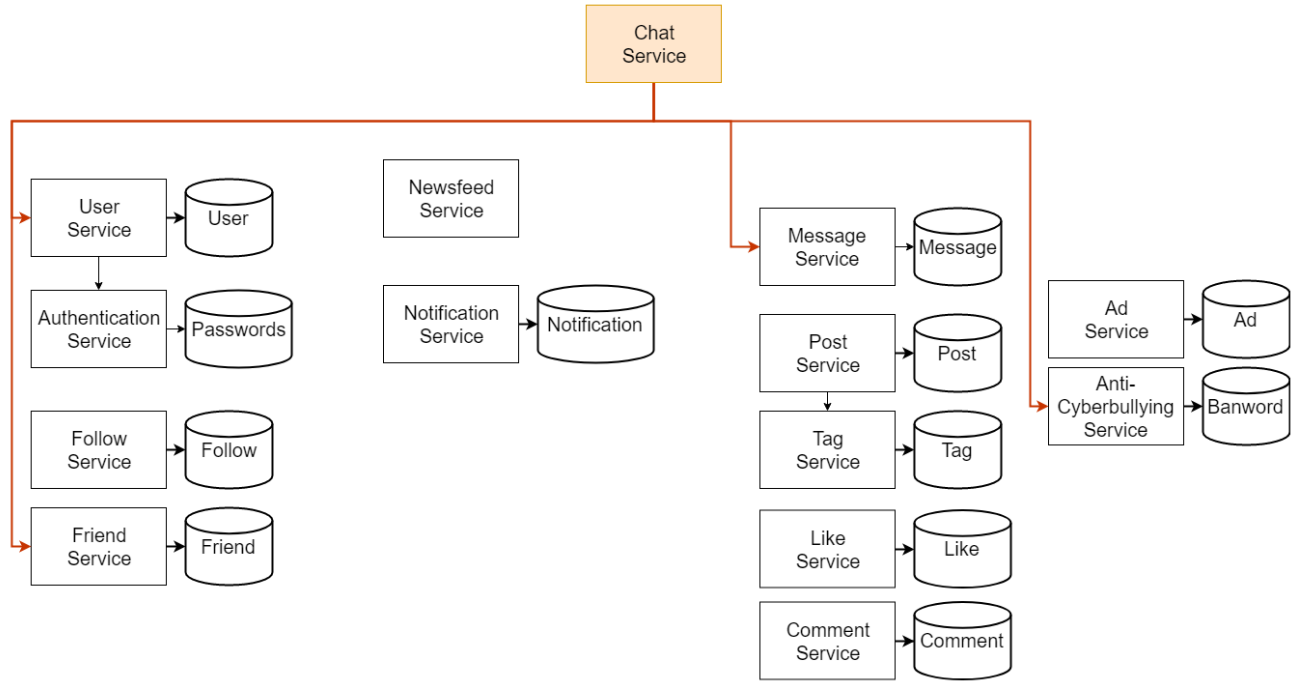 Chat
Service
User
Service
User
Authentication
Service
Passwords
Follow
Service
Follow
Friend
Service
Friend
Newsfeed
Service
Notification
Service
Notification
Message
Service
Message
Post
Service
Post
Tag
Service
Tag
Like
Service
Like
Comment
Service
Comment
Ad
Service
Ad
Anti-
Cyberbullying
Service
Banword